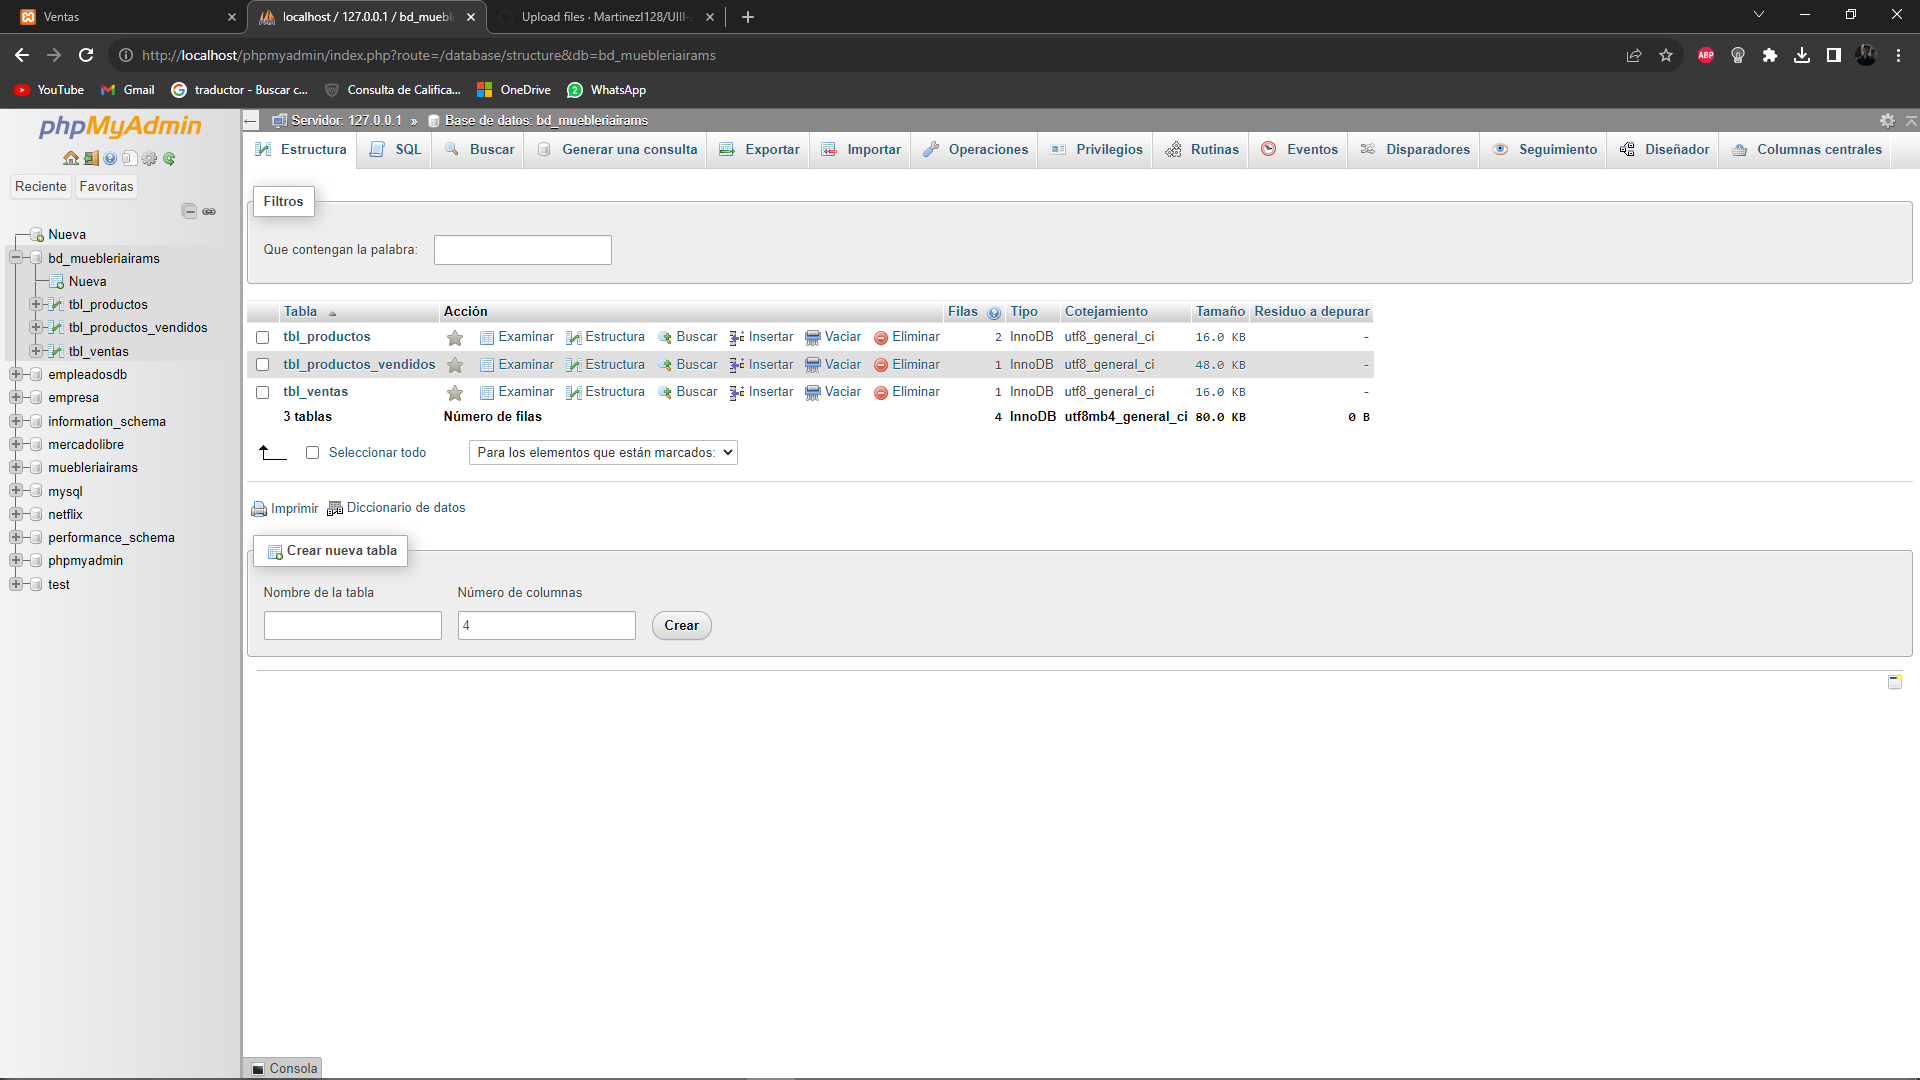 Ventas
localhost / 127.0.0.1 / bd_muebl
Upload files · Martinezl128/UIII-
http://localhost/phpmyadmin/index.php?route=/database/structure&db=bd_muebleriairams
ABP
YouTube
Gmail
traductor - Buscar c...
Consulta de Califica...
OneDrive
2
WhatsApp
phpMyAdmin
Servidor: 127.0.0.1 » Base de datos: bd_muebleriairams
Estructura
SQL
Buscar
Generar una consulta
Exportar
Importar
Operaciones
Privilegios
Rutinas
Eventos
Disparadores
Seguimiento
Diseñador
Columnas centrales
Reciente
Favoritas
Nueva
bd_muebleriairams
Nueva
tbl_productos
tbl_productos_vendidos
tbl_ventas
empleadosdb
empresa
information_schema
mercadolibre
muebleriairams
mysql
netflix
performance_schema
phpmyadmin
test
Filtros
Que contengan la palabra:
Tabla Acción Filas Tipo Cotejamiento Tamaño Residuo a depurar
tbl_productos Examinar Estructura Buscar Insertar Vaciar Eliminar 2 InnoDB utf8_general_ci 16.0 KB -
tbl_productos_vendidos Examinar Estructura Buscar Insertar Vaciar Eliminar 1 InnoDB utf8_general_ci 48.0 KB -
tbl_ventas Examinar Estructura Buscar Insertar Vaciar Eliminar 1 InnoDB utf8_general_ci 16.0 KB -
3 tablas Número de filas 4 InnoDB utf8mb4_general_ci 80.0 KB 0 B
Seleccionar todo
Para los elementos que están marcados:
Imprimir
Diccionario de datos
Crear nueva tabla
Nombre de la tabla
Número de columnas
4
Crear
Consola